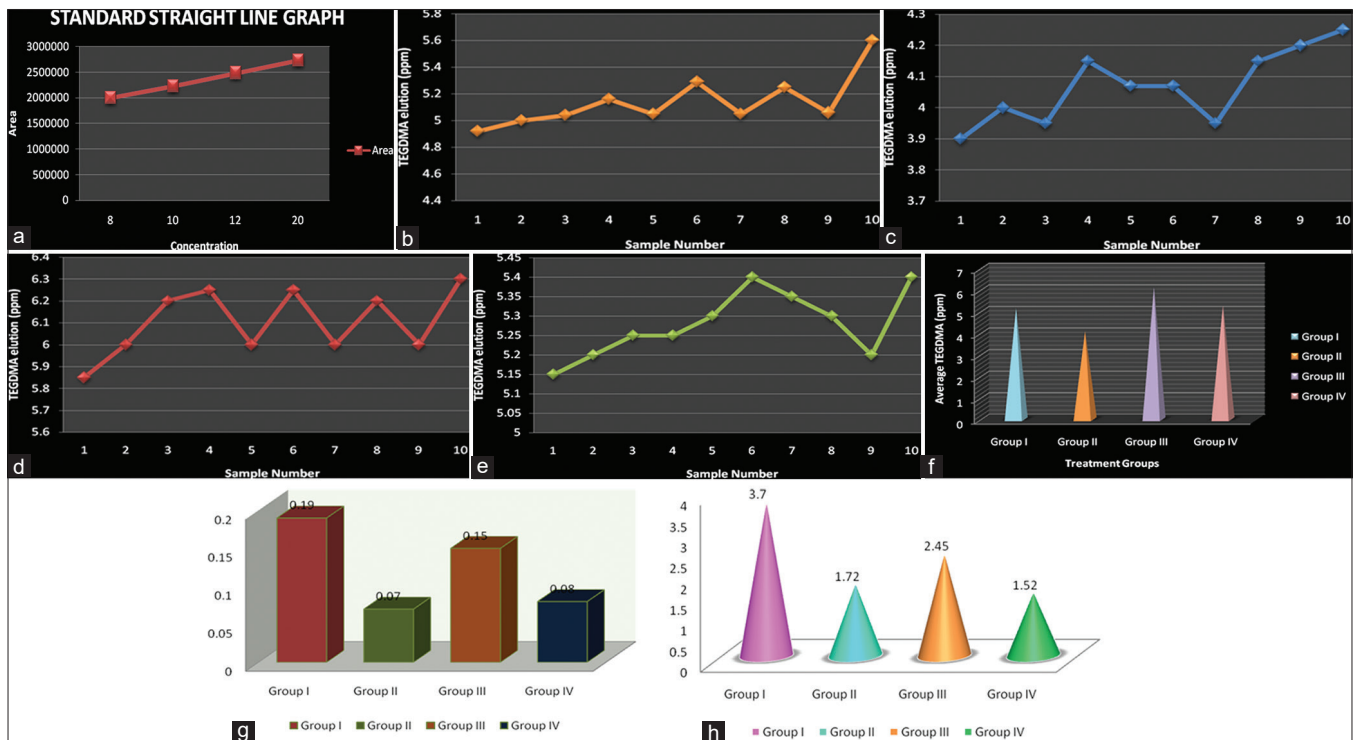 STANDARD STRAIGHT LINE GRAPH
3000000
2500000
2000000
1500000
1000000
500000
0
Area
8 10 12 20
Concentration
Area
a
5.8
5.6
5.4
5.2
5
4.8
4.6
4.4
TEGDMA elution (ppm)
1 2 3 4 5 6 7 8 9 10
Sample Number
b
4.3
4.2
4.1
4
3.9
3.8
3.7
TEGDMA elution (ppm)
1 2 3 4 5 6 7 8 9 10
Sample Number
c
6.4
6.3
6.2
6.1
6
5.9
5.8
5.7
5.6
TEGDMA elution (ppm)
1 2 3 4 5 6 7 8 9 10
Sample Number
d
5.45
5.4
5.35
5.3
5.25
5.2
5.15
5.1
5.05
5
TEGDMA elution (ppm)
1 2 3 4 5 6 7 8 9 10
Sample Number
e
7
6
5
4
3
2
1
0
Average TEGDMA (ppm)
Group I Group II Group III Group IV
Treatment Groups
Group I
Group II
Group III
Group IV
f
0.2
0.15
0.1
0.05
0
0.19
0.07
0.15
0.08
Group I Group II Group III Group IV
Group I Group II Group III Group IV
g
4
3.5
3
2.5
2
1.5
1
0.5
0
3.7
1.72
2.45
1.52
Group I Group II Group III Group IV
Group I Group II Group III Group IV
h